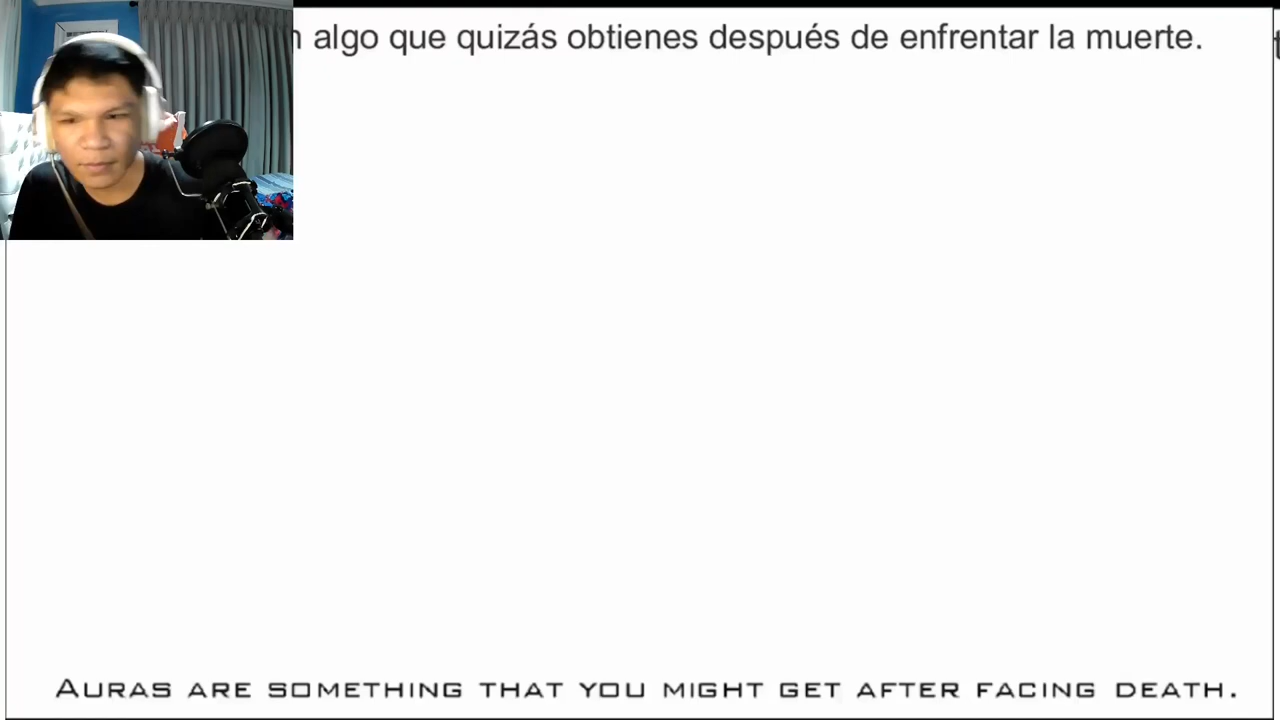 algo que quizás obtienes después de enfrentar la muerte.
Auras are something that you might get after facing death.